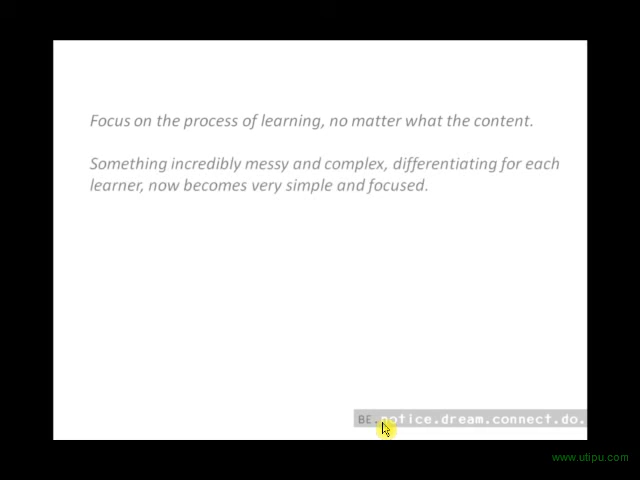 Focus on the process of learning, no matter what the content.
Something incredibly messy and complex, differentiating for each
learner, now becomes very simple and focused.
BE.notice.dream.connect.do.
www.utipu.com